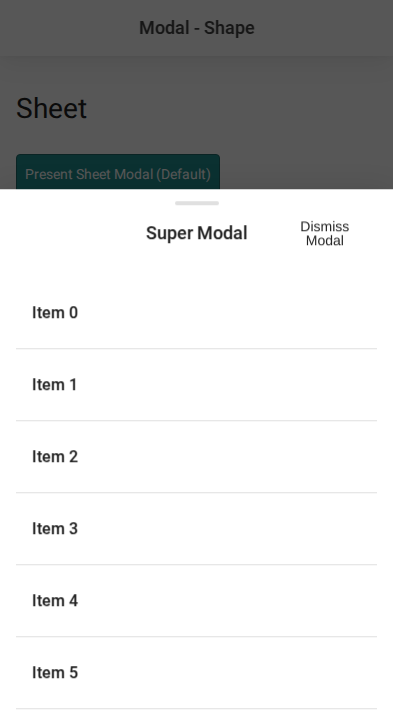 Modal - Shape
Sheet
Present Sheet Modal (Default)
Super Modal
Dismiss
Modal
Item 0
Item 1
Item 2
Item 3
Item 4
Item 5